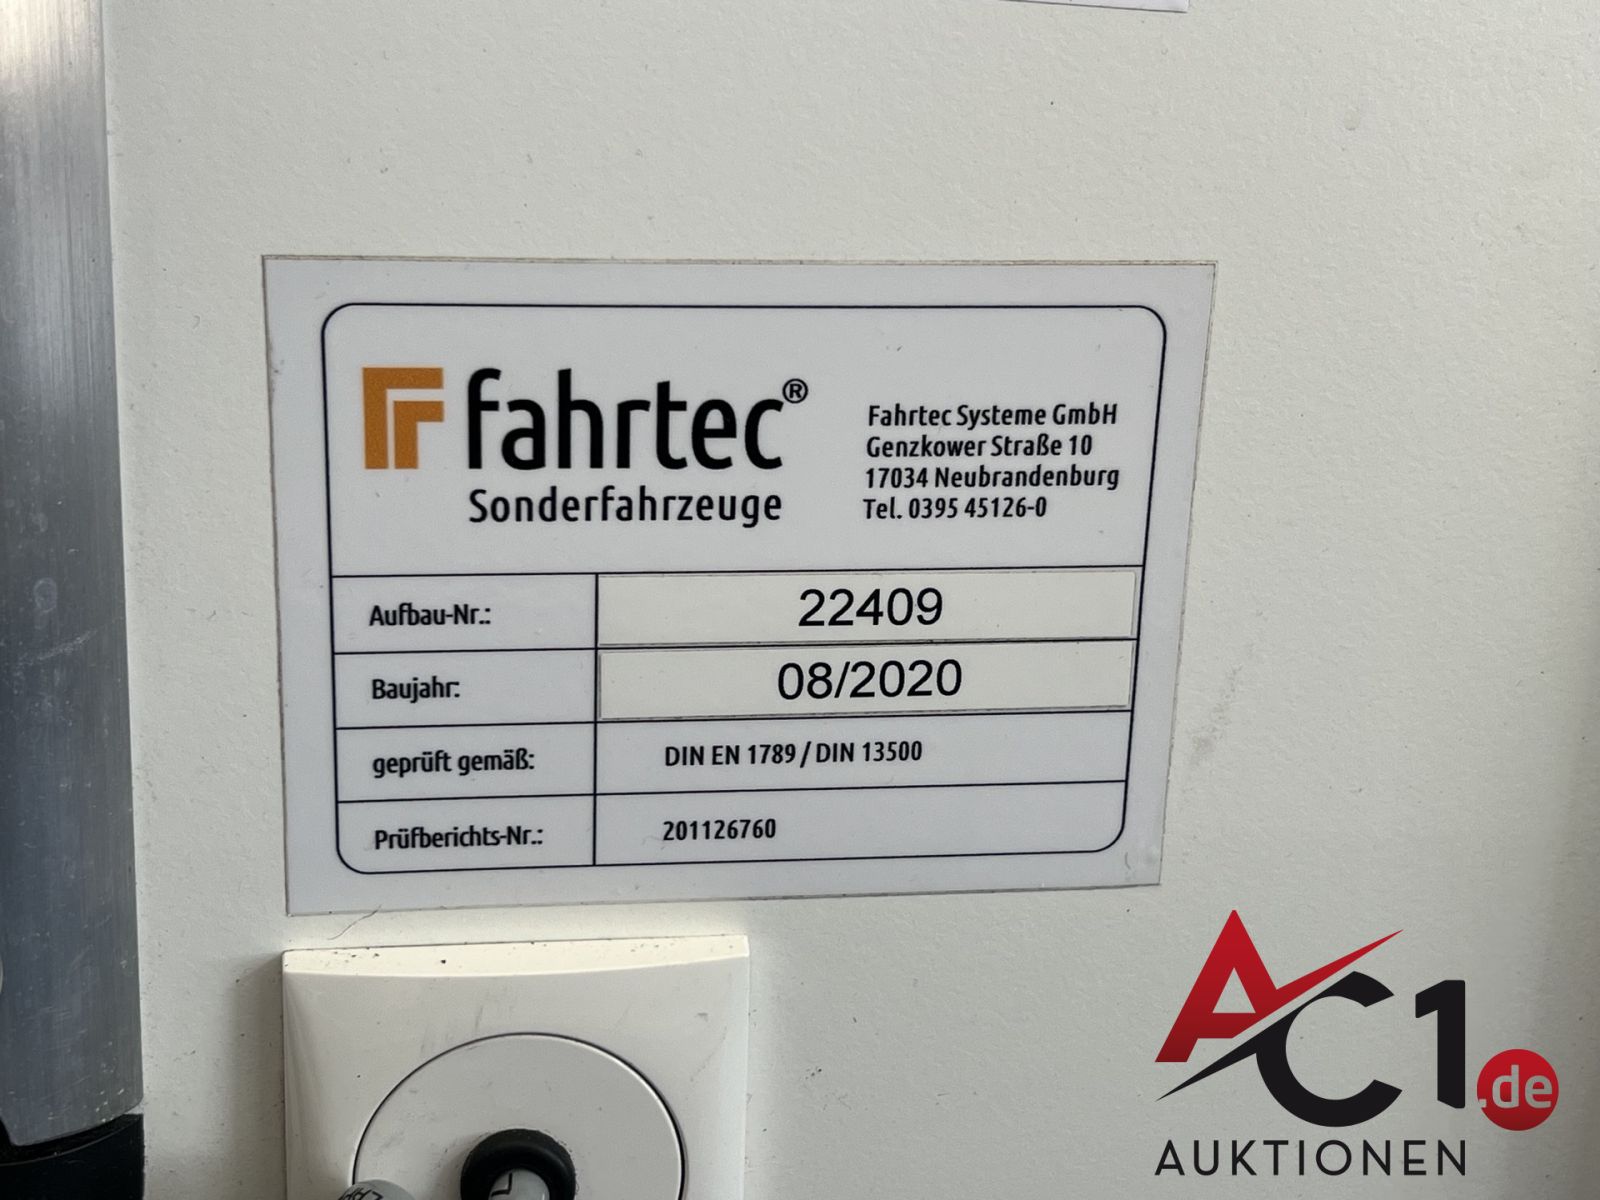 fahrtec®
Sonderfahrzeuge
Fahrtec Systeme GmbH
Genzkower Straße 10
17034 Neubrandenburg
Tel. 0395 45126-0
Aufbau-Nr.: 22409
Baujahr: 08/2020
geprüft gemäß: DIN EN 1789 / DIN 13500
Prüfberichts-Nr.: 201126760
AC1.de
AUKTIONEN